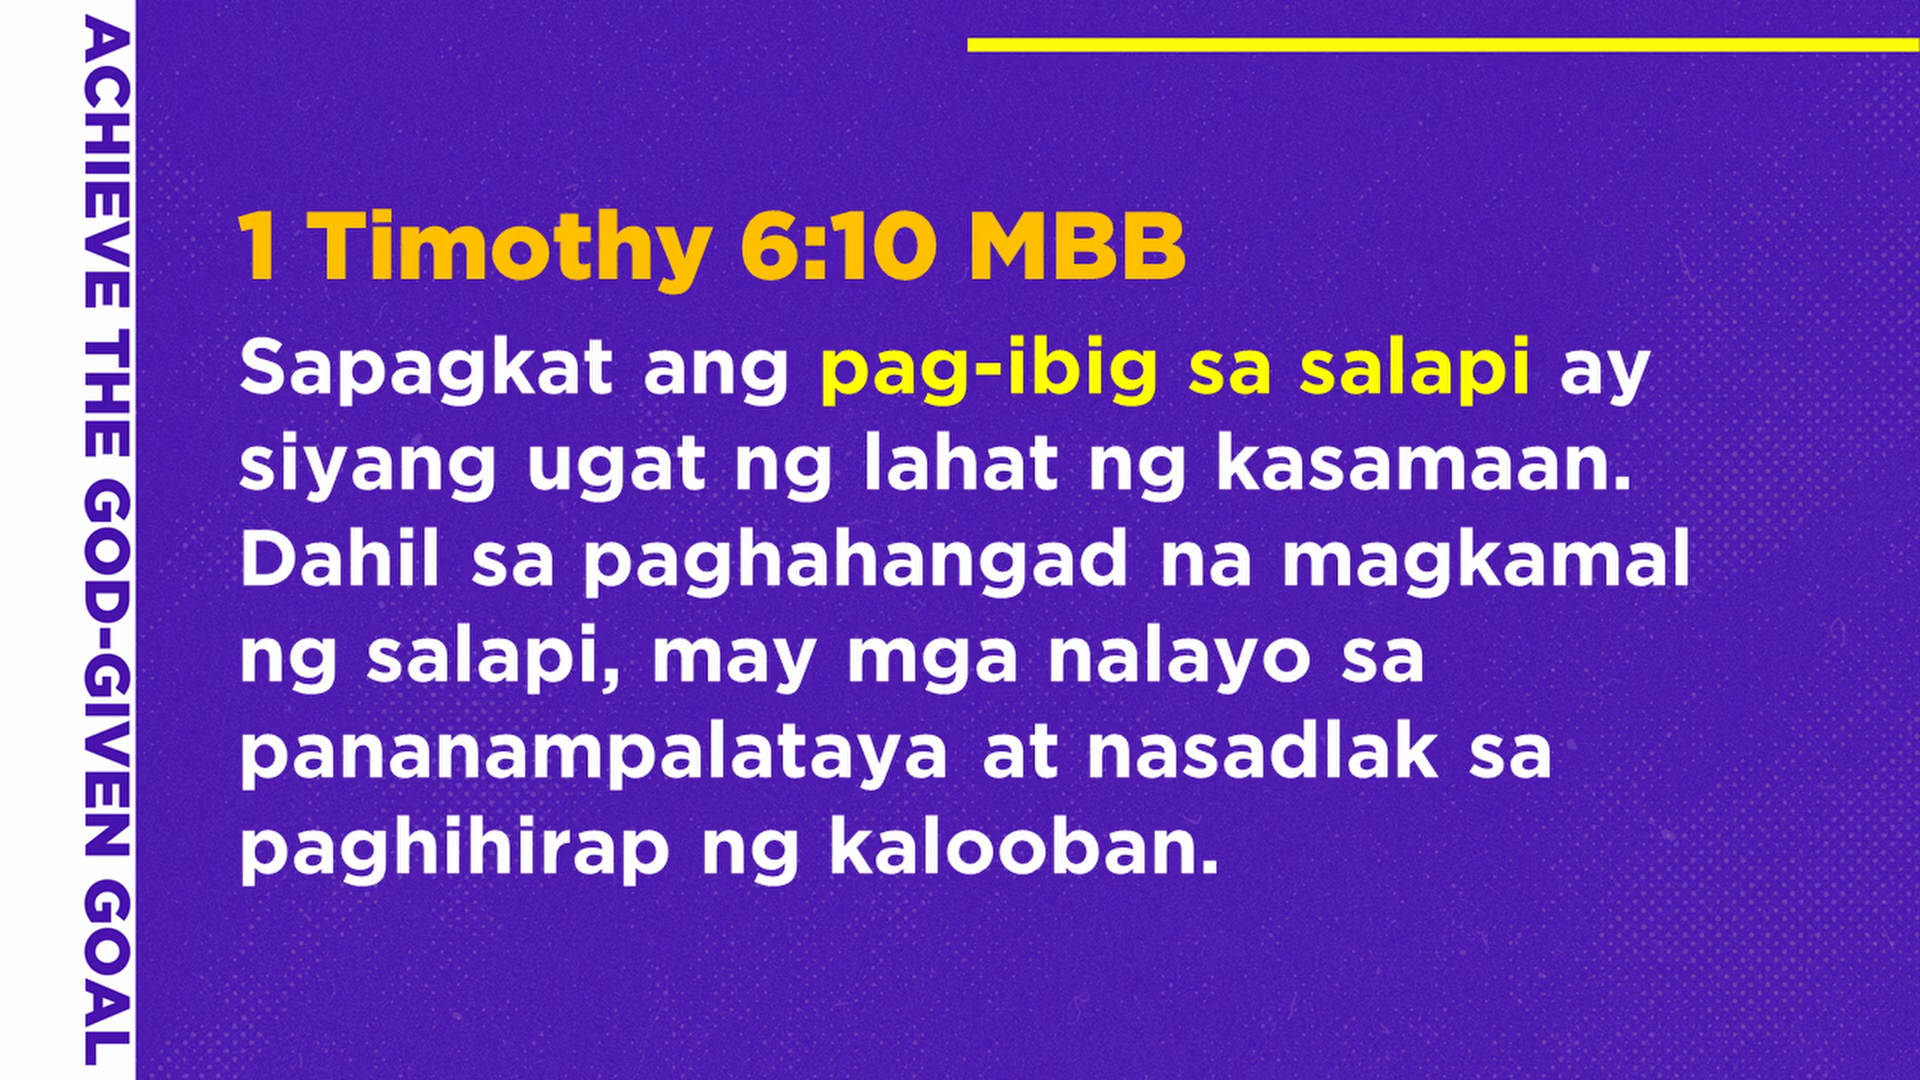 ACHIEVE THE GOD-GIVEN GOAL
1 Timothy 6:10 MBB
Sapagkat ang pag-ibig sa salapi ay
siyang ugat ng lahat ng kasamaan.
Dahil sa paghahangad na magkamal
ng salapi, may mga nalayo sa
pananampalataya at nasadlak sa
paghihirap ng kalooban.